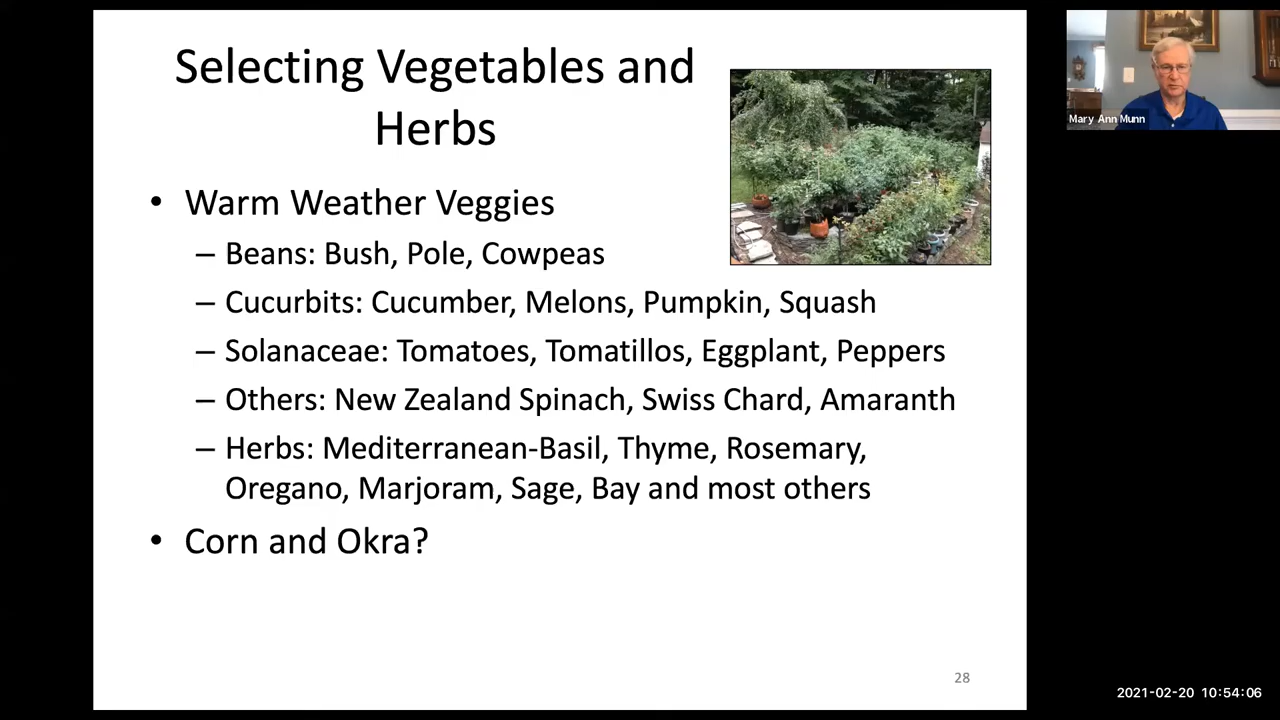 Selecting Vegetables and
Herbs
• Warm Weather Veggies
– Beans: Bush, Pole, Cowpeas
– Cucurbits: Cucumber, Melons, Pumpkin, Squash
– Solanaceae: Tomatoes, Tomatillos, Eggplant, Peppers
– Others: New Zealand Spinach, Swiss Chard, Amaranth
– Herbs: Mediterranean-Basil, Thyme, Rosemary,
Oregano, Marjoram, Sage, Bay and most others
• Corn and Okra?
28
Mary Ann Munn
2021-02-20 10:54:06